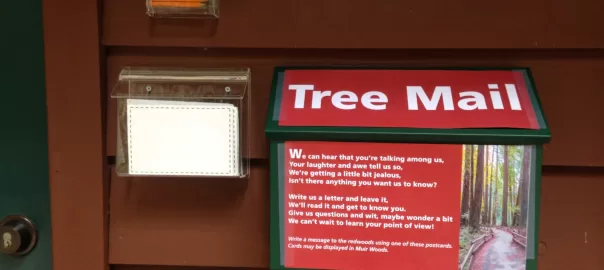 Tree Mail
We can hear that you're talking among us,
Your laughter and awe tell us so,
We're getting a little bit jealous,
Isn't there anything you want us to know?
Write us a letter and leave it,
We'll read it and get to know you.
Give us questions and wit, maybe wonder a bit
We can't wait to learn your point of view!
Write a message to the redwoods using one of these postcards.
Cards may be displayed in Muir Woods.